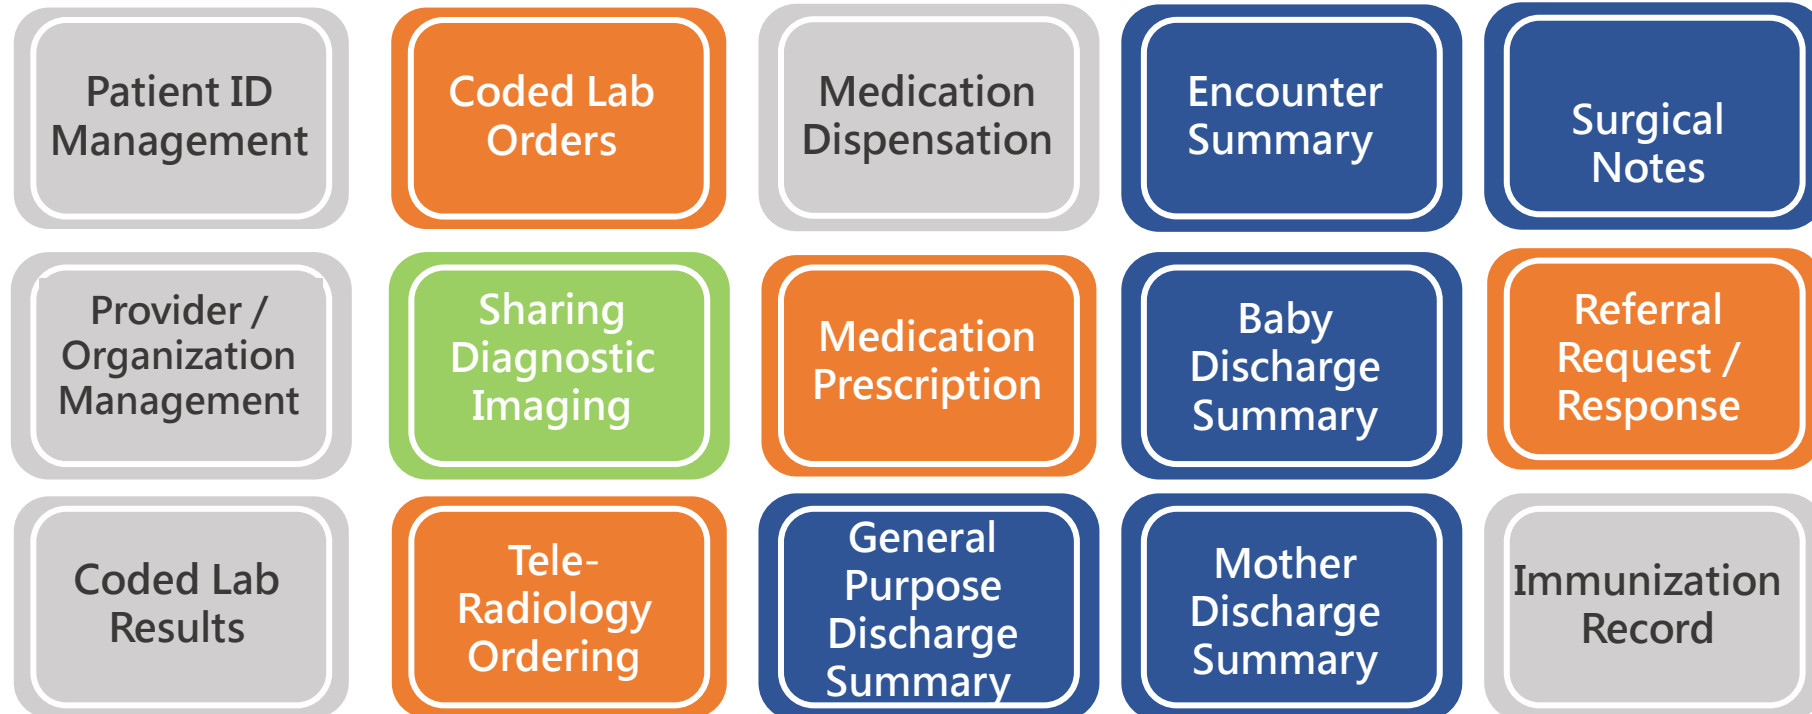 Patient ID
Management
Coded Lab
Orders
Medication
Dispensation
Encounter
Summary
Surgical
Notes
Provider /
Organization
Management
Sharing
Diagnostic
Imaging
Medication
Prescription
Baby
Discharge
Summary
Referral
Request /
Response
Coded Lab
Results
Tele-
Radiology
Ordering
General
Purpose
Discharge
Summary
Mother
Discharge
Summary
Immunization
Record